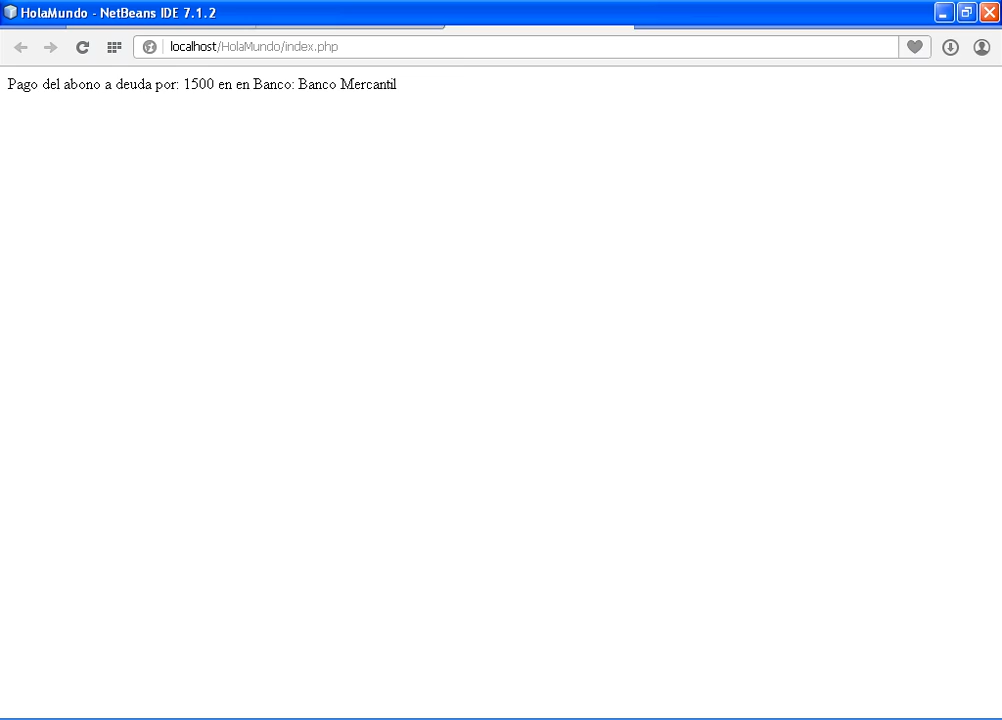 HolaMundo - NetBeans IDE 7.1.2
localhost/HolaMundo/index.php
Pago del abono a deuda por: 1500 en en Banco: Banco Mercantil